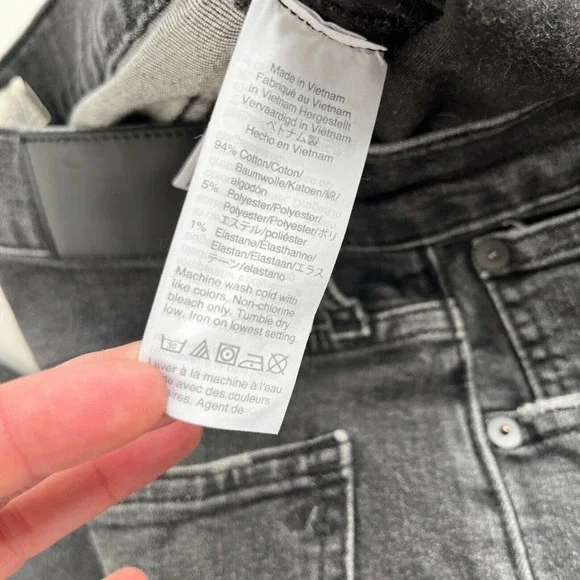 Made in Vietnam
Fabriqué au Vietnam
in Vietnam Hergestellt
Vervaardigd in Vietnam
ベトナム製
Hecho en Vietnam
94% Cotton/Coton/
Baumwolle/Katoen/綿/
algodón
5% Polyester/Polyester/
Polyester/Polyester/ポリ
エステル/poliéster
1% Elastane/Elasthanne/
Elastan/Elastaan/エラス
テーン/elastano
Machine wash cold with
like colors. Non-chlorine
bleach only. Tumble dry
low. Iron on lowest setting.
30
Laver à la machine à l'eau
avec des couleurs
Agent de